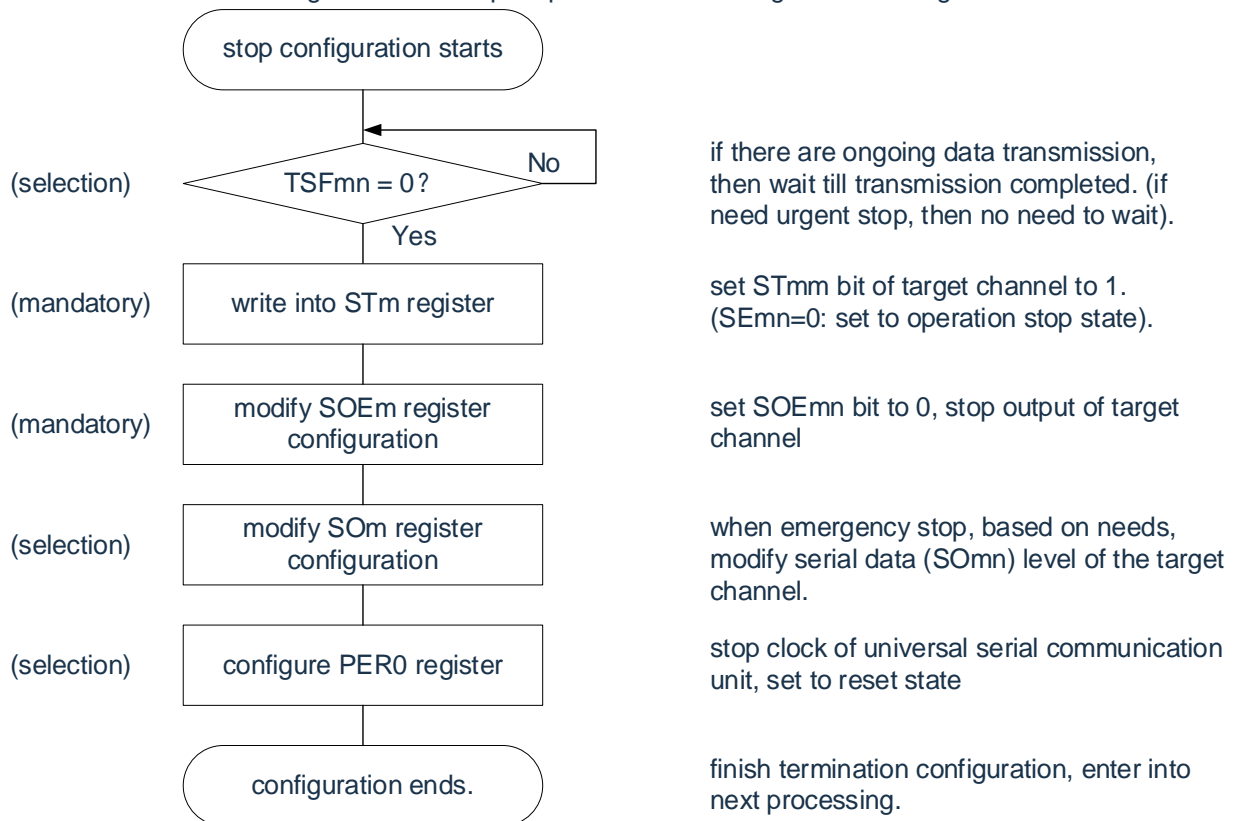 stop configuration starts
No
(selection)
TSFmn = 0?
if there are ongoing data transmission,
then wait till transmission completed. (if
need urgent stop, then no need to wait).
Yes
(mandatory)
write into STm register
set STmm bit of target channel to 1.
(SEmn=0: set to operation stop state).
(mandatory)
modify SOEm register
configuration
set SOEmn bit to 0, stop output of target
channel
(selection)
modify SOm register
configuration
when emergency stop, based on needs,
modify serial data (SOmn) level of the target
channel.
(selection)
configure PER0 register
stop clock of universal serial communication
unit, set to reset state
configuration ends.
finish termination configuration, enter into
next processing.